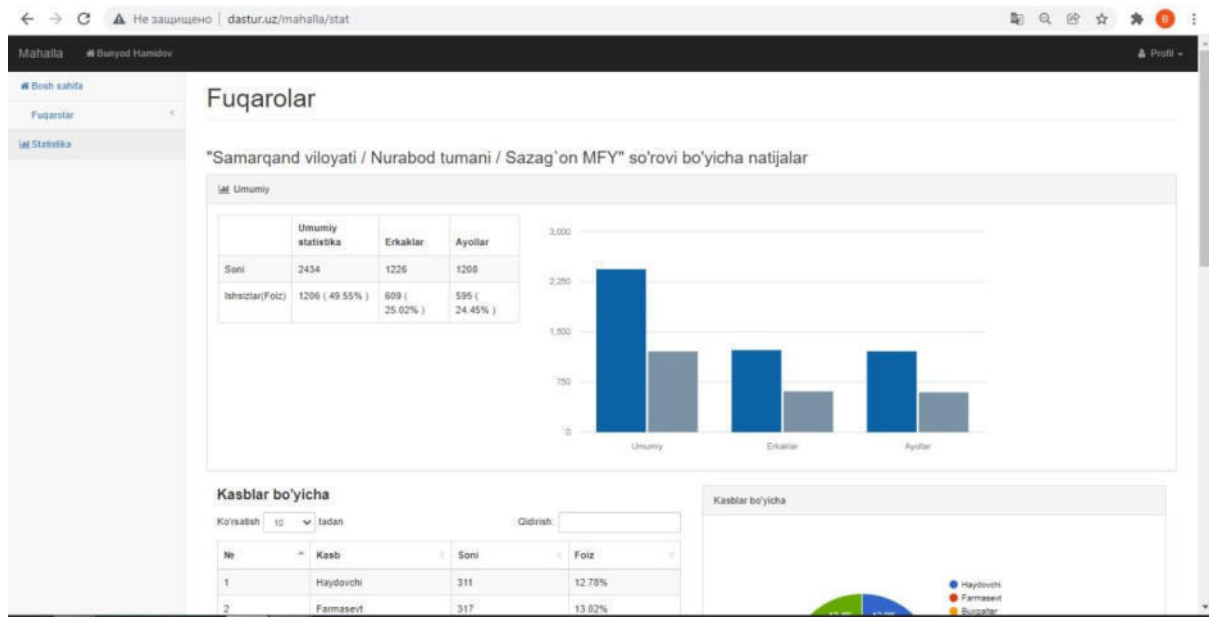 Не защищено | dastur.uz/mahalla/stat
B
Mahalla Bunyod Hamidov Profil
Bosh sahifa
Fuqarolar
Statistika
Fuqarolar
"Samarqand viloyati / Nurabod tumani / Sazag`on MFY" so'rovi bo'yicha natijalar
Umumiy
Umumiy statistika Erkaklar Ayollar
Soni 2434 1226 1208
Ishsizlar(Foiz) 1206 ( 49.55% ) 609 ( 25.02% ) 595 ( 24.45% )
3,000
2,250
1,500
750
0
Umumiy Erkaklar Ayollar
Kasblar bo'yicha
Ko'rsatish 10 tadan Qidirish:
№ Kasb Soni Foiz
1 Haydovchi 311 12.78%
2 Farmasevt 317 13.02%
Kasblar bo'yicha
Haydovchi
Farmasevt
Buxgalter